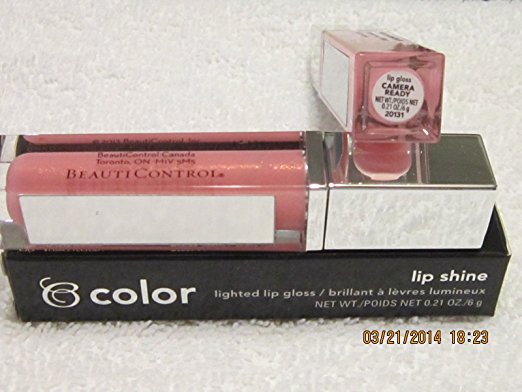 lip gloss
CAMERA
READY
NET WT./POIDS NET
0.21 OZ./6 g
20131
BeautiControl Canada
Toronto, ON M1V 5M5
BEAUTICONTROL®
lip shine
color
lighted lip gloss / brillant à lèvres lumineux
NET WT./POIDS NET 0.21 OZ./6 g
03/21/2014 18:23